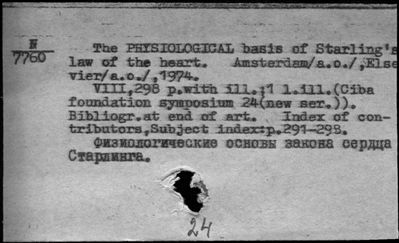 N
7760
The PHYSIOLOGICAL basis of Starling's
law of the heart. Amsterdam/a.o./,Else
vier/a.o./,1974.
VIII,298 p.with ill.;1 l.ill.(Ciba
foundation symposium 24(new ser.)).
Bibliogr.at end of art. Index of con-
tributors,Subject index:p.291-298.
Физиологические основы закона сердца
Старлинга.
24